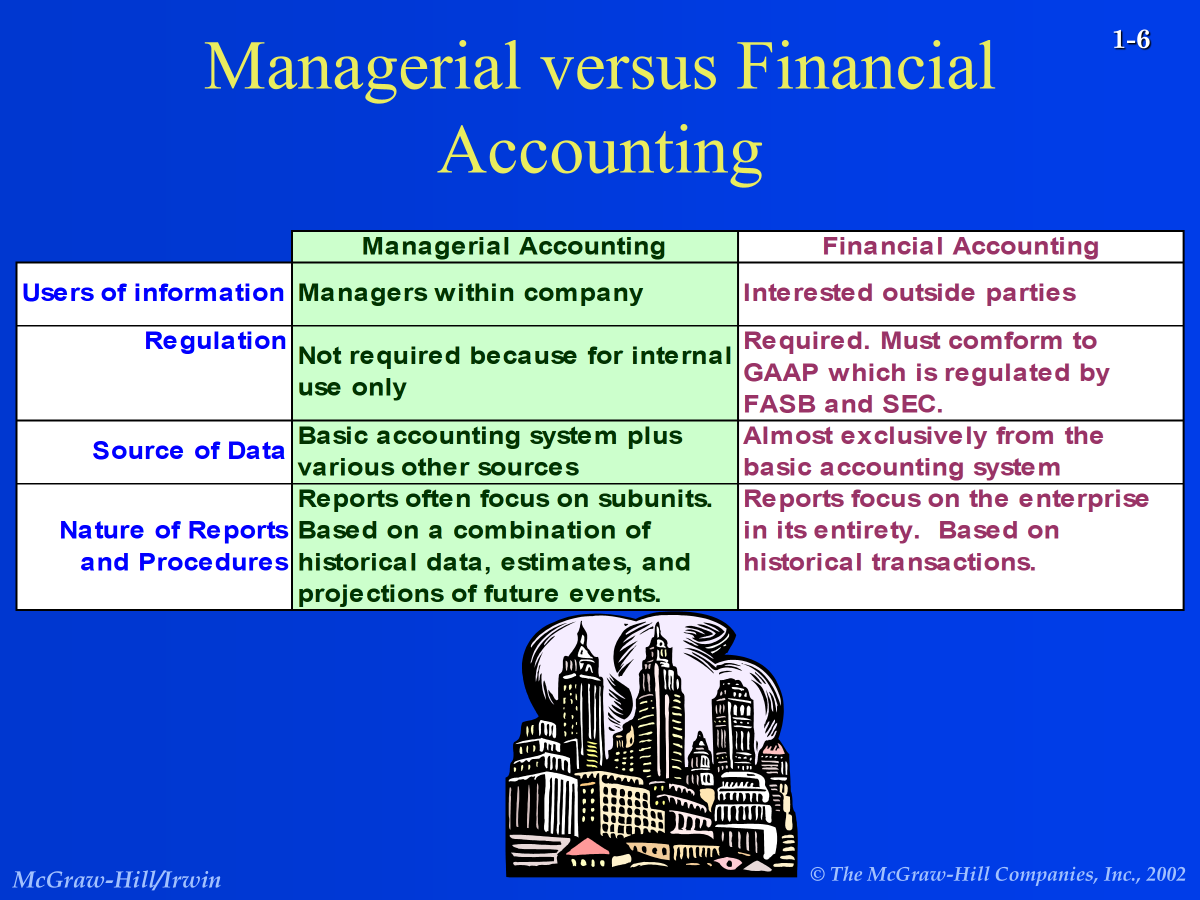 1-6
Managerial versus Financial
Accounting
Managerial Accounting
Financial Accounting
Users of information
Managers within company
Interested outside parties
Regulation
Not required because for internal
use only
Required. Must comform to
GAAP which is regulated by
FASB and SEC.
Source of Data
Basic accounting system plus
various other sources
Almost exclusively from the
basic accounting system
Nature of Reports
and Procedures
Reports often focus on subunits.
Based on a combination of
historical data, estimates, and
projections of future events.
Reports focus on the enterprise
in its entirety.  Based on
historical transactions.
McGraw-Hill/Irwin
© The McGraw-Hill Companies, Inc., 2002